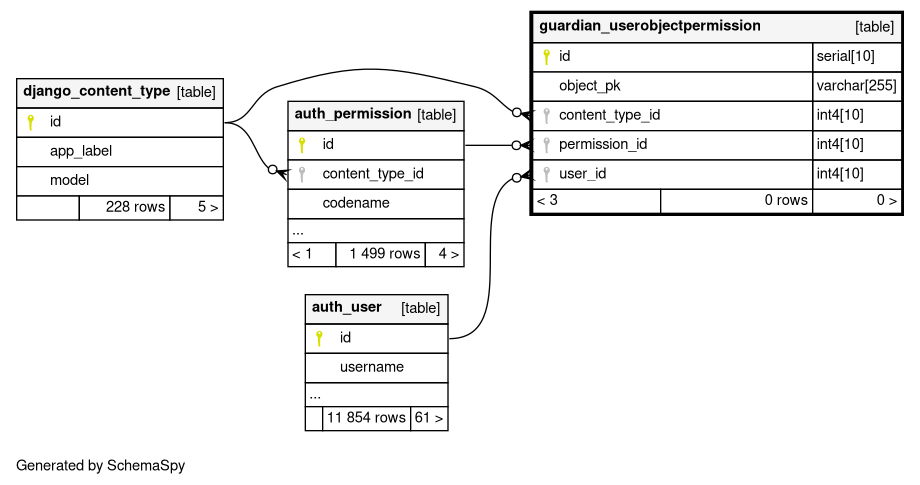 guardian_userobjectpermission [table]
id serial[10]
object_pk varchar[255]
content_type_id int4[10]
permission_id int4[10]
user_id int4[10]
< 3 0 rows 0 >
django_content_type [table]
id
app_label
model
228 rows 5 >
auth_permission [table]
id
content_type_id
codename
...
< 1 1 499 rows 4 >
auth_user [table]
id
username
...
11 854 rows 61 >
Generated by SchemaSpy